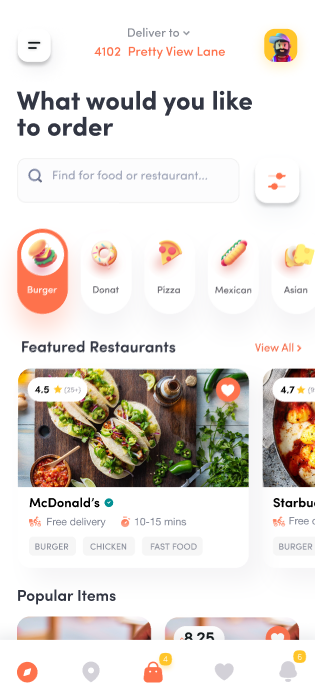 Deliver to
4102 Pretty View Lane
What would you like
to order
Find for food or restaurant...
Burger
Donat
Pizza
Mexican
Asian
Featured Restaurants
View All
4.5 (25+)
4.7
McDonald's
Free delivery
10-15 mins
BURGER
CHICKEN
FAST FOOD
Starbu
Free
BURGER
Popular Items
8.25
4
6